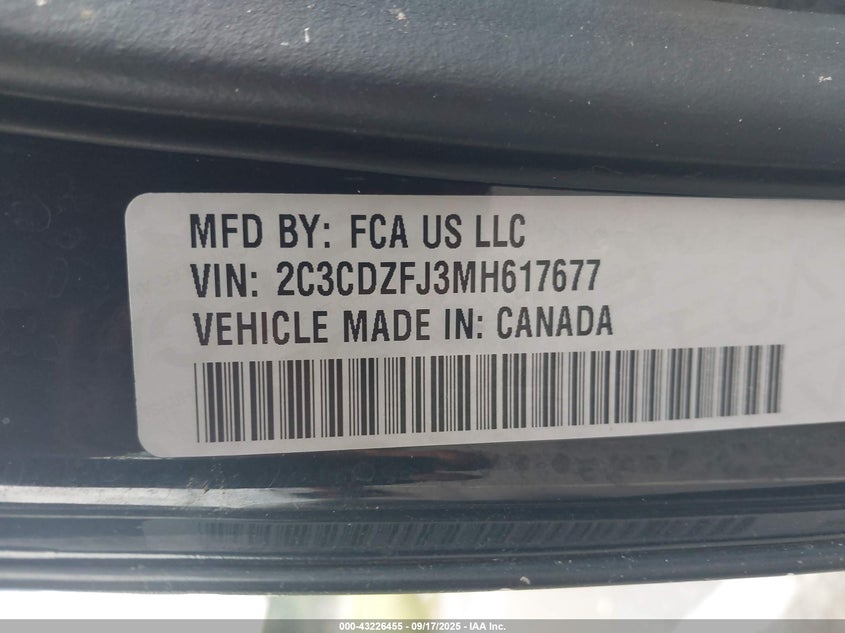 MFD BY: FCA US LLC
VIN: 2C3CDZFJ3MH617677
VEHICLE MADE IN: CANADA
000-43226455 - 09/17/2025 - IAA Inc.